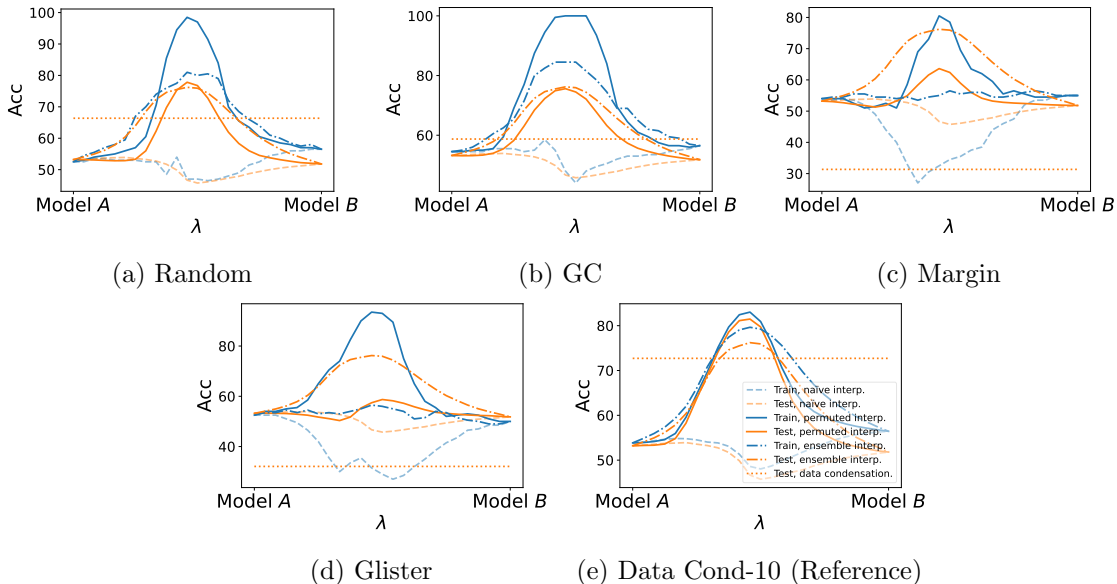 100
90
80
70
60
50
Acc
Model A
Model B
λ
(a) Random
100
80
60
Acc
Model A
Model B
λ
(b) GC
80
70
60
50
40
30
Acc
Model A
Model B
λ
(c) Margin
80
60
40
Acc
Model A
Model B
λ
(d) Glister
80
70
60
50
Acc
Train, naïve interp.
Test, naïve interp.
Train, permuted interp.
Test, permuted interp.
Train, ensemble interp.
Test, ensemble interp.
Test, data condensation.
Model A
Model B
λ
(e) Data Cond-10 (Reference)